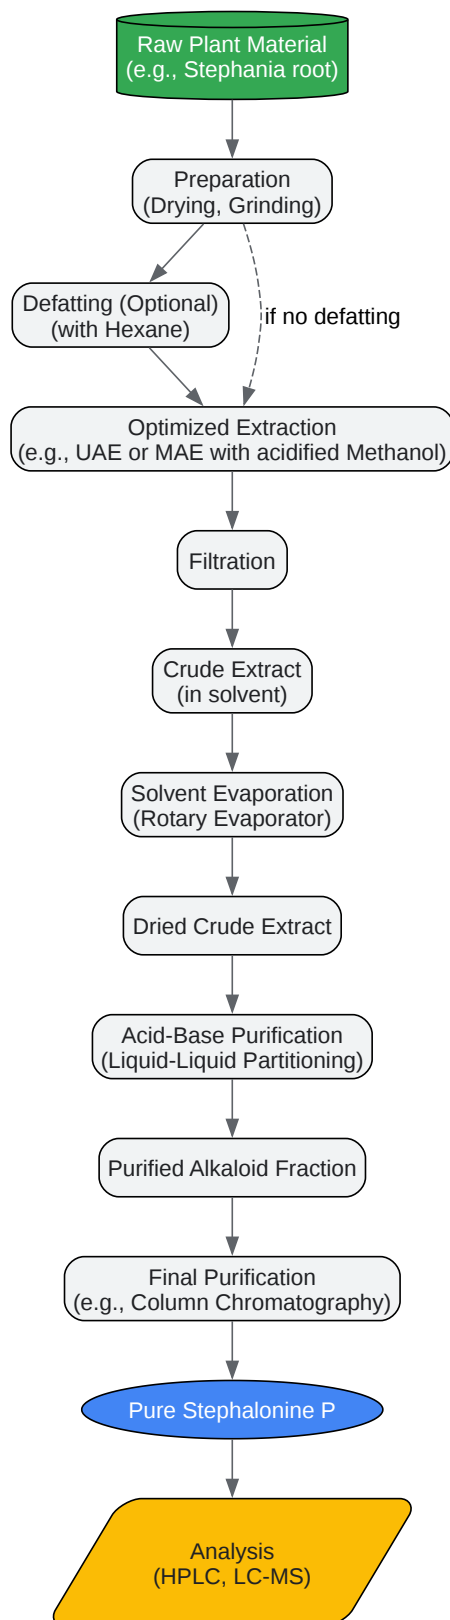 Raw Plant Material
(e.g., Stephania root)
Preparation
(Drying, Grinding)
Defatting (Optional)
(with Hexane)
if no defatting
Optimized Extraction
(e.g., UAE or MAE with acidified Methanol)
Filtration
Crude Extract
(in solvent)
Solvent Evaporation
(Rotary Evaporator)
Dried Crude Extract
Acid-Base Purification
(Liquid-Liquid Partitioning)
Purified Alkaloid Fraction
Final Purification
(e.g., Column Chromatography)
Pure Stephalonine P
Analysis
(HPLC, LC-MS)